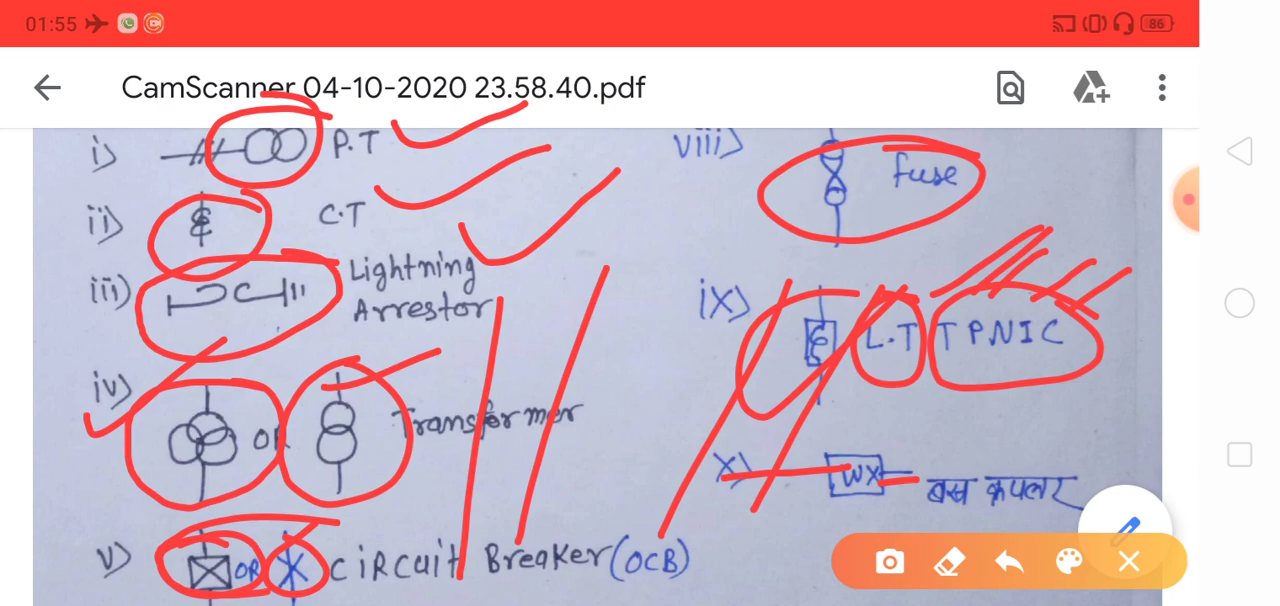 01:55
86
CamScanner 04-10-2020 23.58.40.pdf
i) P.T
ii) C.T
iii) Lightning
Arrestor
iv) OR Transformer
v) OR CiRcuit Breaker (OCB)
viii) fuse
ix) L.T TPNIC
x) WX बस कपलर